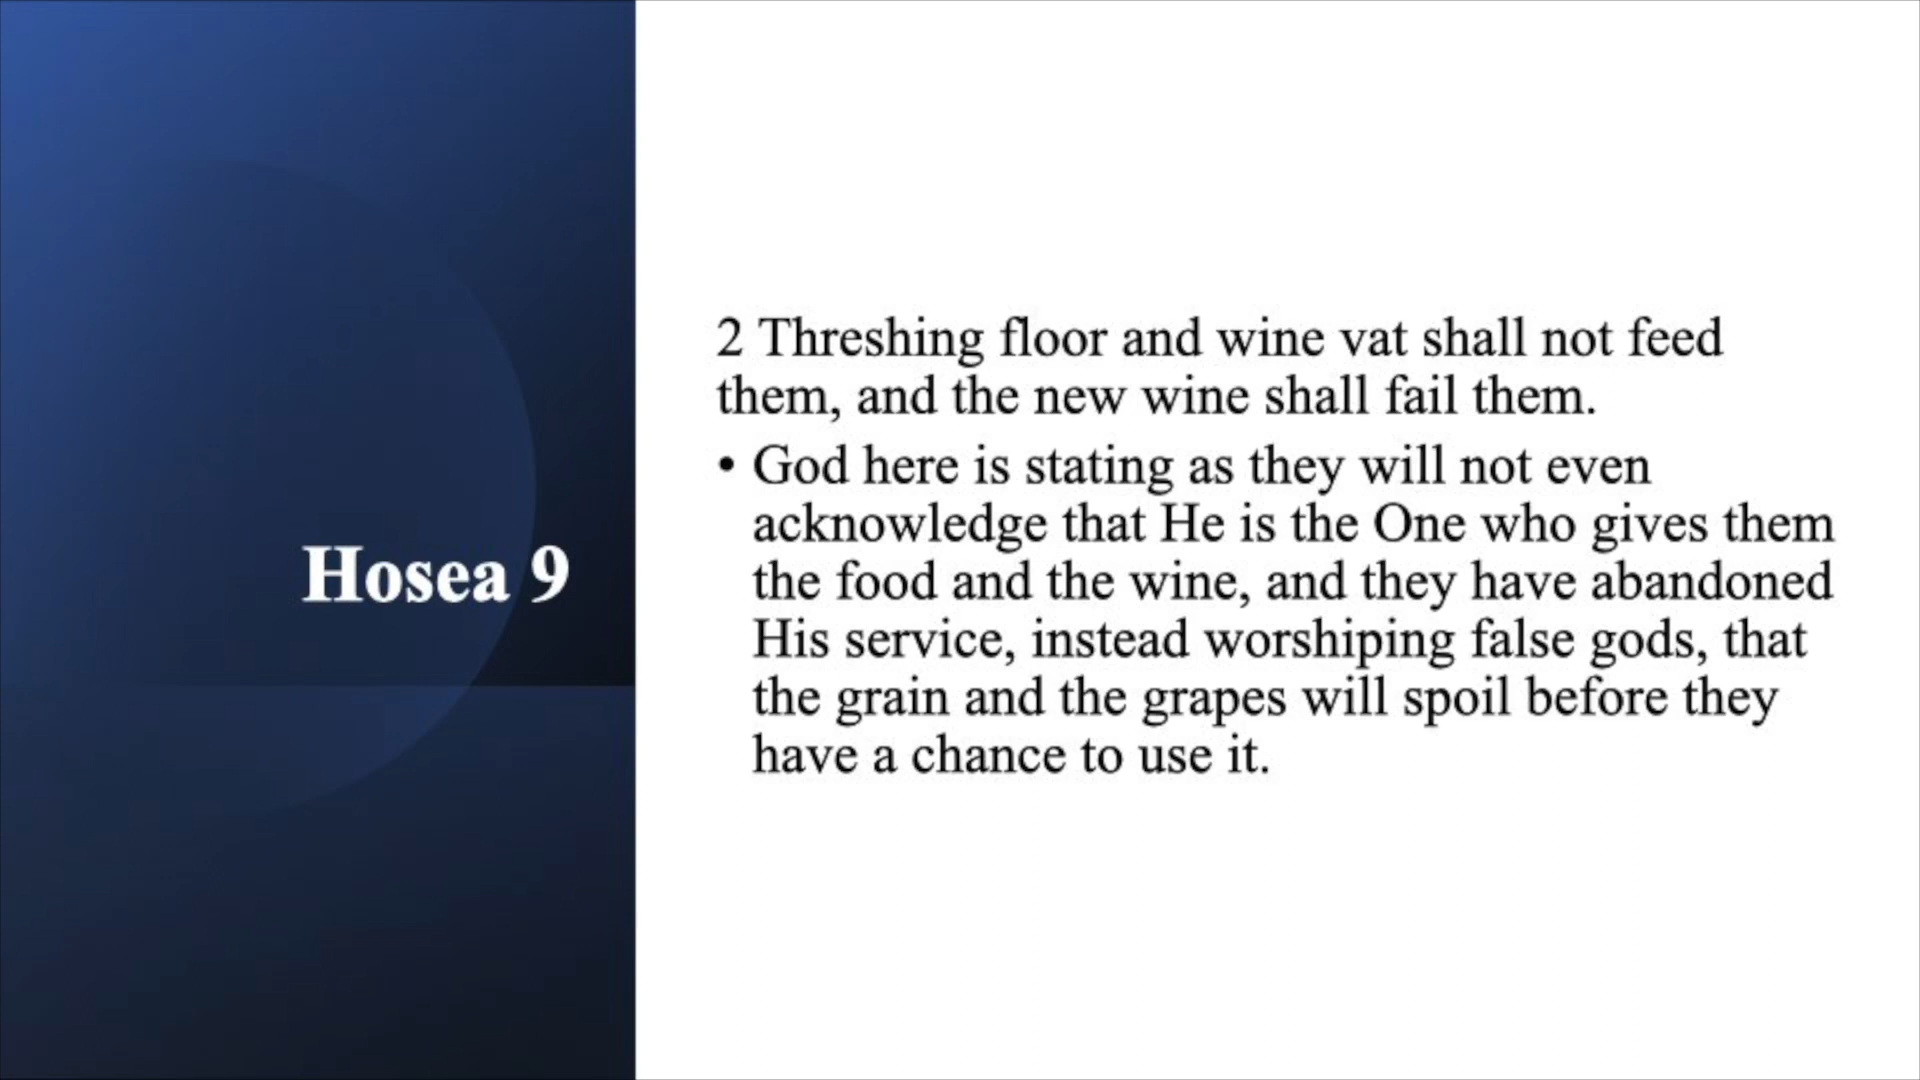 Hosea 9
2 Threshing floor and wine vat shall not feed
them, and the new wine shall fail them.
• God here is stating as they will not even
acknowledge that He is the One who gives them
the food and the wine, and they have abandoned
His service, instead worshiping false gods, that
the grain and the grapes will spoil before they
have a chance to use it.